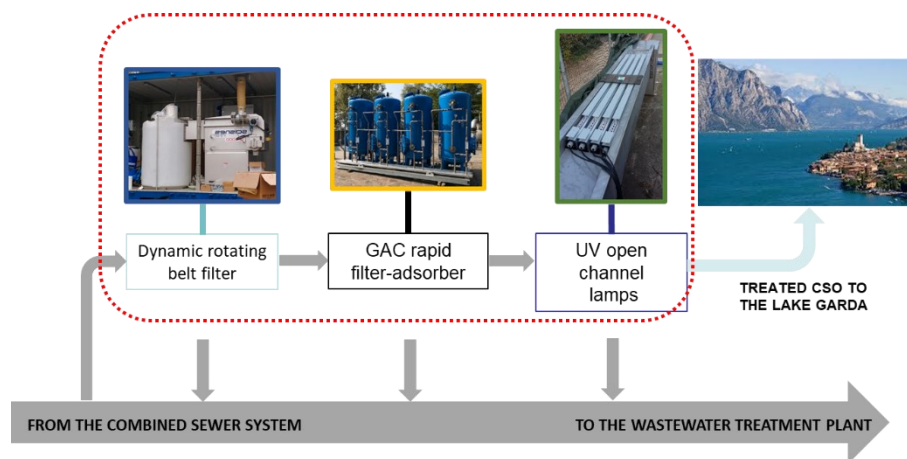 Dynamic rotating
belt filter
GAC rapid
filter-adsorber
UV open
channel
lamps
TREATED CSO TO
THE LAKE GARDA
FROM THE COMBINED SEWER SYSTEM
TO THE WASTEWATER TREATMENT PLANT